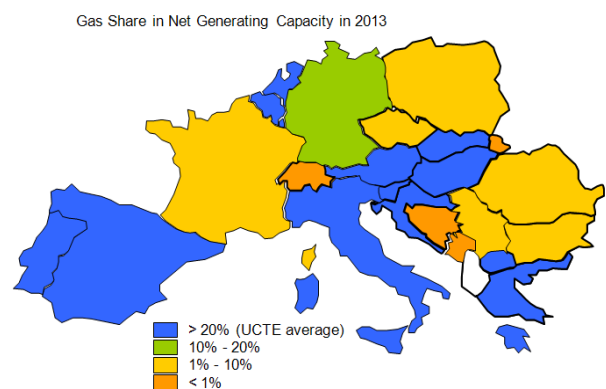 Gas Share in Net Generating Capacity in 2013
> 20% (UCTE average)
10% - 20%
1% - 10%
< 1%